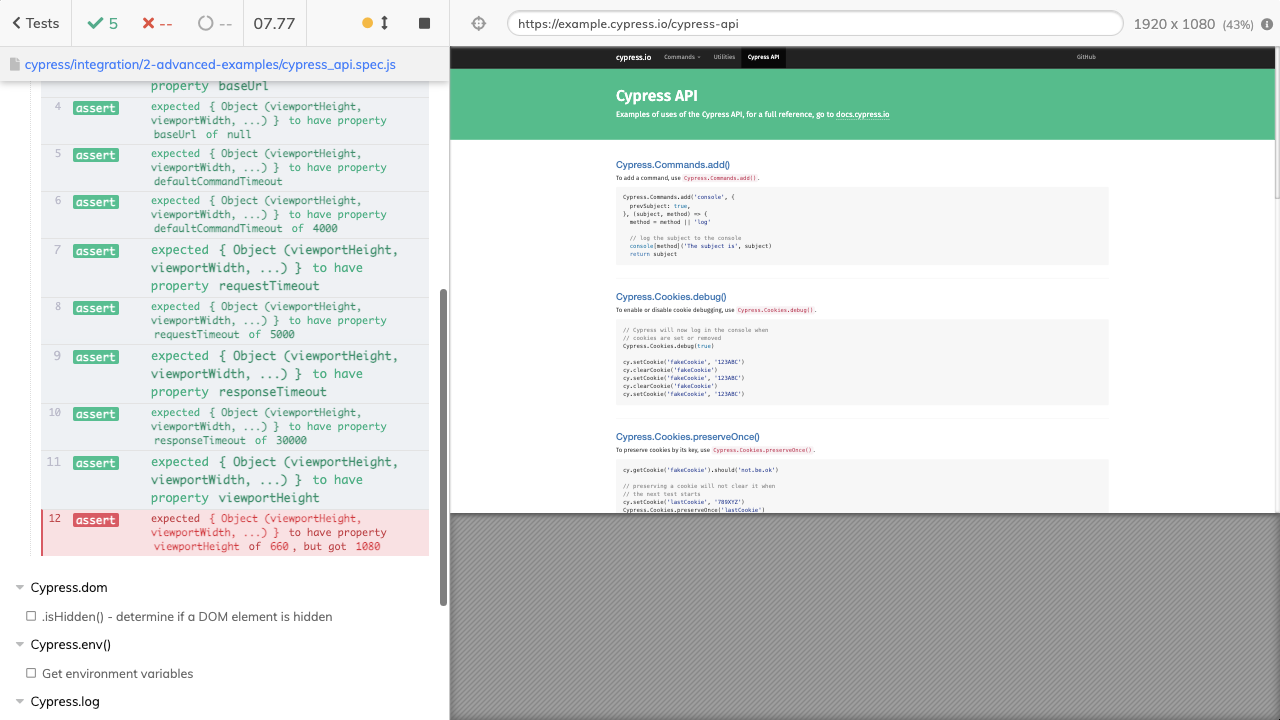 Tests
5
--
--
07.77
https://example.cypress.io/cypress-api
1920 x 1080 (43%)
cypress/integration/2-advanced-examples/cypress_api.spec.js
property baseUrl
4 assert expected { Object (viewportHeight,
viewportWidth, ...) } to have property
baseUrl of null
5 assert expected { Object (viewportHeight,
viewportWidth, ...) } to have property
defaultCommandTimeout
6 assert expected { Object (viewportHeight,
viewportWidth, ...) } to have property
defaultCommandTimeout of 4000
7 assert expected { Object (viewportHeight,
viewportWidth, ...) } to have
property requestTimeout
8 assert expected { Object (viewportHeight,
viewportWidth, ...) } to have property
requestTimeout of 5000
9 assert expected { Object (viewportHeight,
viewportWidth, ...) } to have
property responseTimeout
10 assert expected { Object (viewportHeight,
viewportWidth, ...) } to have property
responseTimeout of 30000
11 assert expected { Object (viewportHeight,
viewportWidth, ...) } to have
property viewportHeight
12 assert expected { Object (viewportHeight,
viewportWidth, ...) } to have property
viewportHeight of 660, but got 1080
Cypress.dom
.isHidden() - determine if a DOM element is hidden
Cypress.env()
Get environment variables
Cypress.log
cypress.io Commands Utilities Cypress API GitHub
Cypress API
Examples of uses of the Cypress API, for a full reference, go to docs.cypress.io
Cypress.Commands.add()
To add a command, use Cypress.Commands.add().
Cypress.Commands.add('console', {
prevSubject: true,
}, (subject, method) => {
method = method || 'log'
// log the subject to the console
console[method]('The subject is', subject)
return subject
Cypress.Cookies.debug()
To enable or disable cookie debugging, use Cypress.Cookies.debug().
// Cypress will now log in the console when
// cookies are set or removed
Cypress.Cookies.debug(true)
cy.setCookie('fakeCookie', '123ABC')
cy.clearCookie('fakeCookie')
cy.setCookie('fakeCookie', '123ABC')
cy.clearCookie('fakeCookie')
cy.setCookie('fakeCookie', '123ABC')
Cypress.Cookies.preserveOnce()
To preserve cookies by its key, use Cypress.Cookies.preserveOnce().
cy.getCookie('fakeCookie').should('not.be.ok')
// preserving a cookie will not clear it when
// the next test starts
cy.setCookie('lastCookie', '789XYZ')
Cypress.Cookies.preserveOnce('lastCookie')